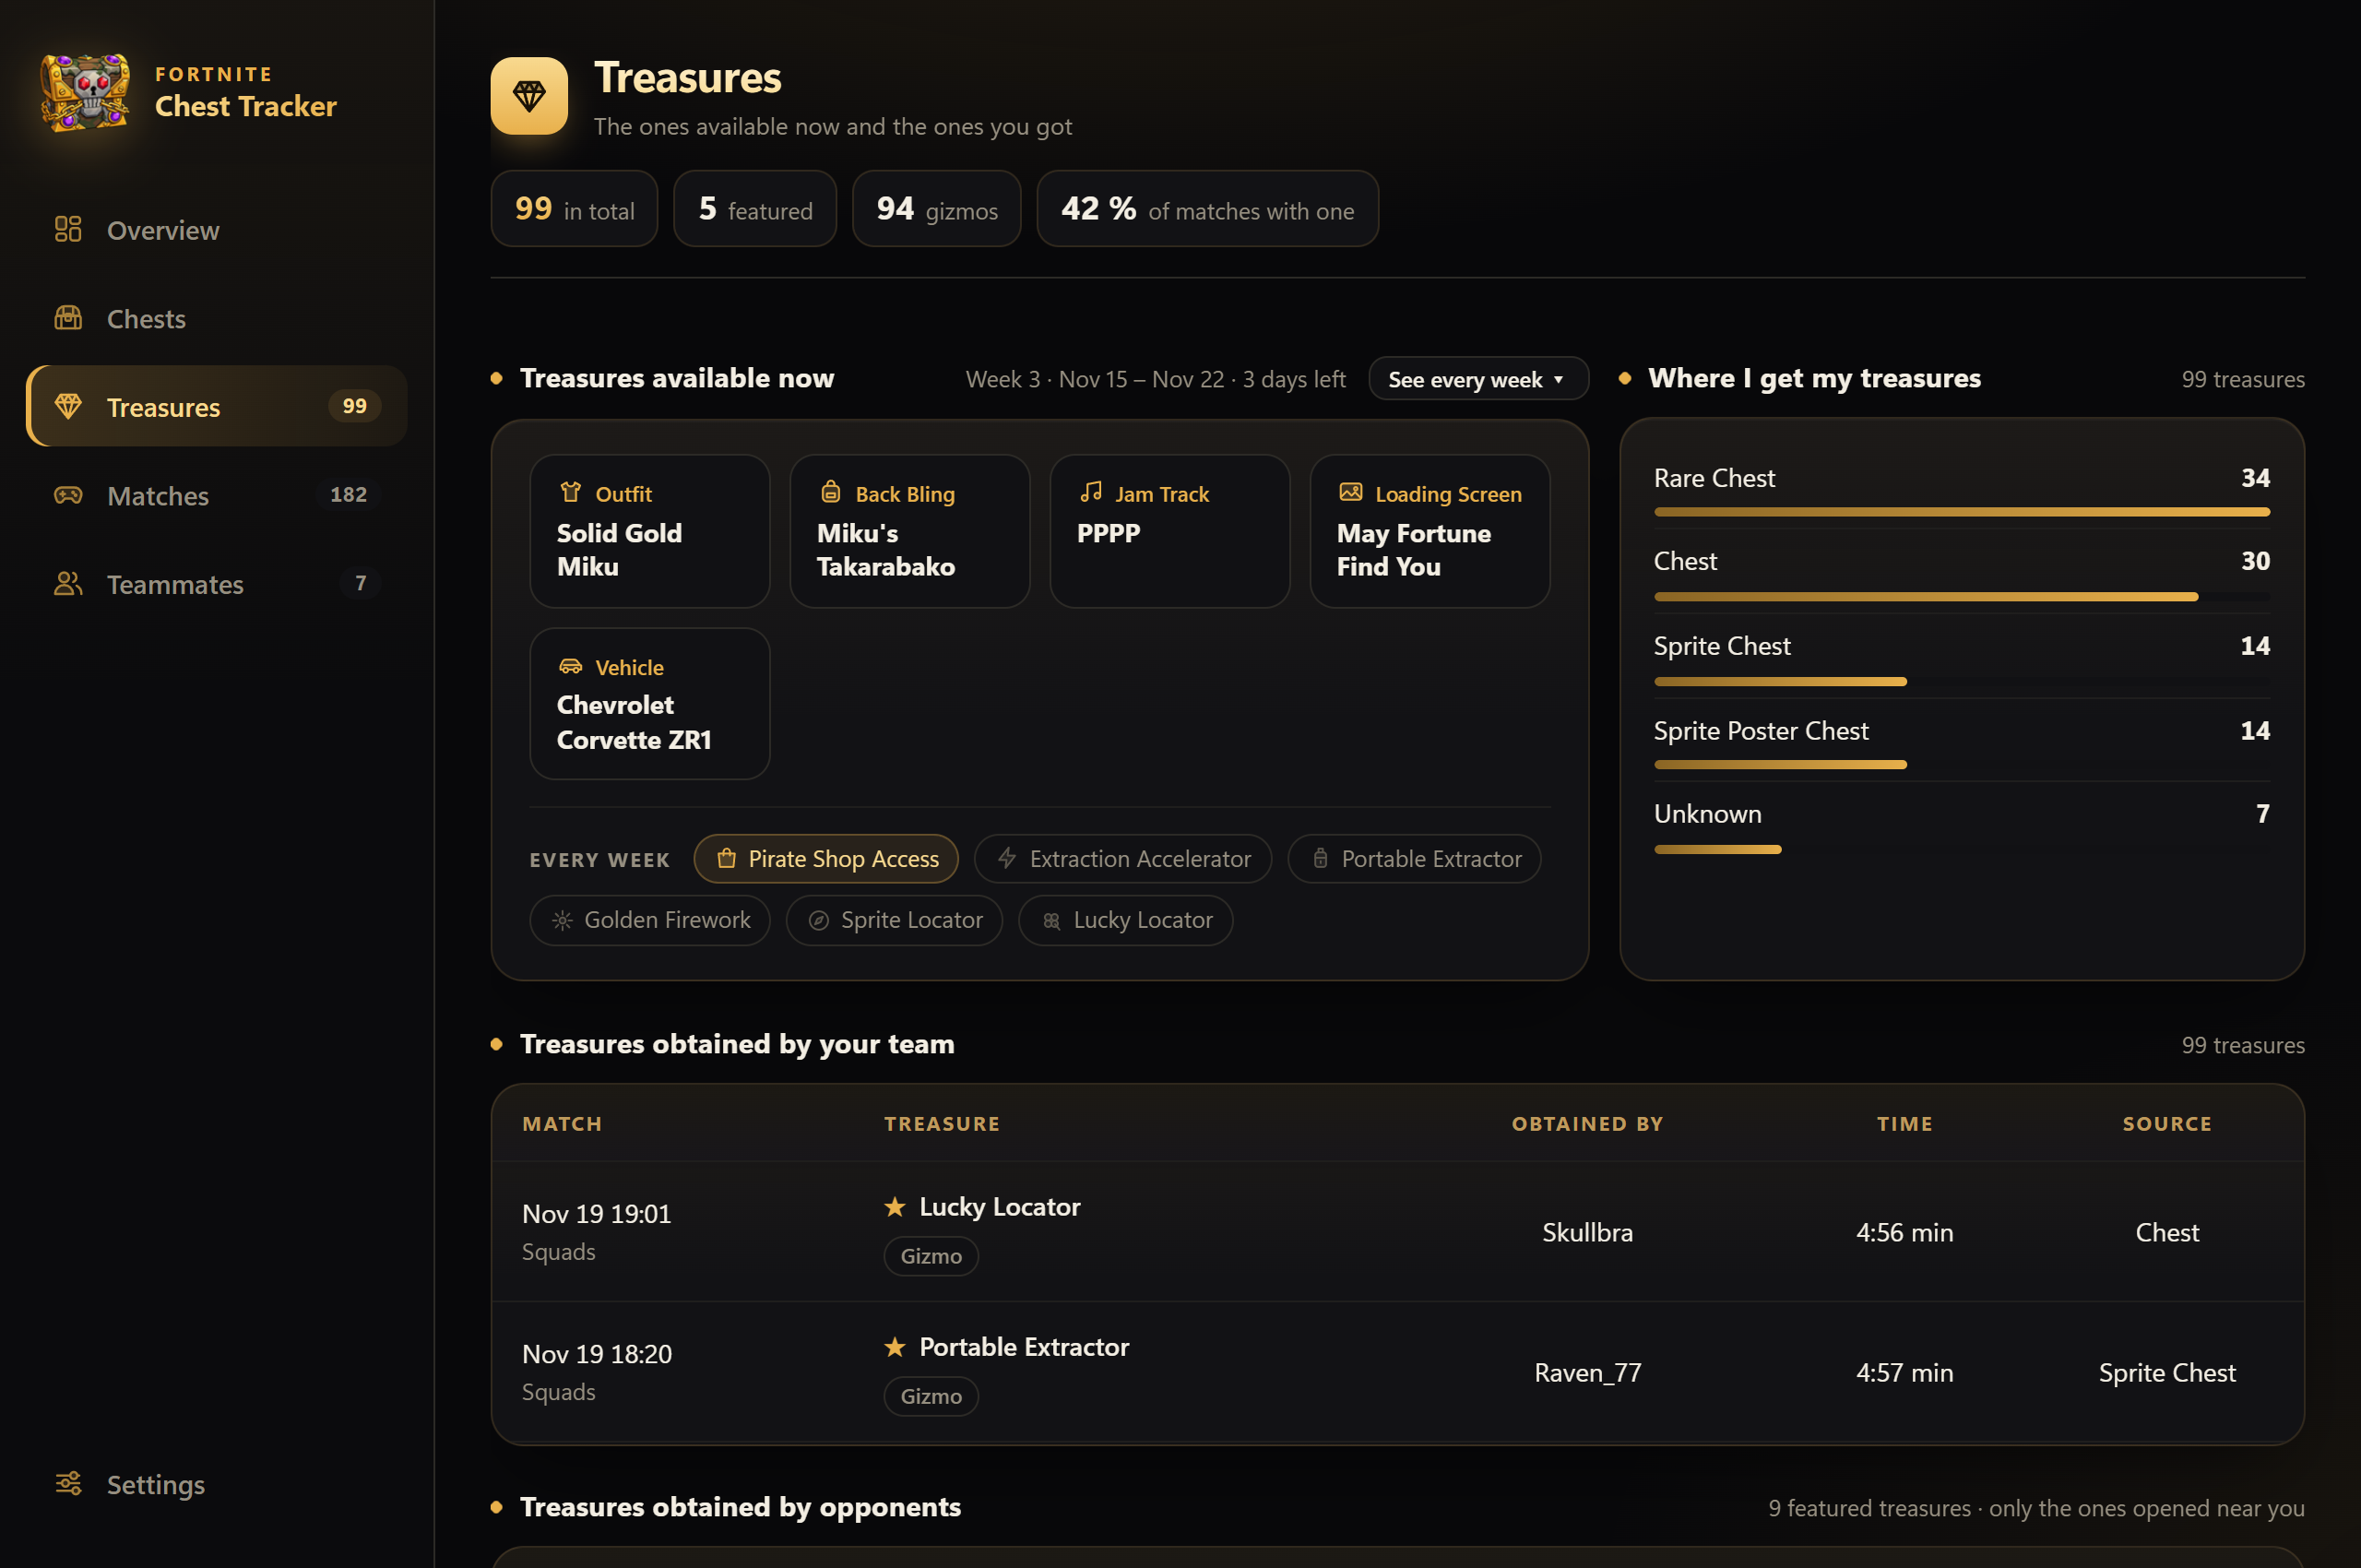 FORTNITE
Chest Tracker
Overview
Chests
Treasures 99
Matches 182
Teammates 7
Settings
Treasures
The ones available now and the ones you got
99 in total
5 featured
94 gizmos
42 % of matches with one
Treasures available now
Week 3 · Nov 15 – Nov 22 · 3 days left
See every week
Outfit
Solid Gold
Miku
Back Bling
Miku's
Takarabako
Jam Track
PPPP
Loading Screen
May Fortune
Find You
Vehicle
Chevrolet
Corvette ZR1
EVERY WEEK
Pirate Shop Access
Extraction Accelerator
Portable Extractor
Golden Firework
Sprite Locator
Lucky Locator
Where I get my treasures
99 treasures
Rare Chest 34
Chest 30
Sprite Chest 14
Sprite Poster Chest 14
Unknown 7
Treasures obtained by your team
99 treasures
MATCH TREASURE OBTAINED BY TIME SOURCE
Nov 19 19:01
Squads
Lucky Locator
Gizmo
Skullbra
4:56 min
Chest
Nov 19 18:20
Squads
Portable Extractor
Gizmo
Raven_77
4:57 min
Sprite Chest
Treasures obtained by opponents
9 featured treasures · only the ones opened near you